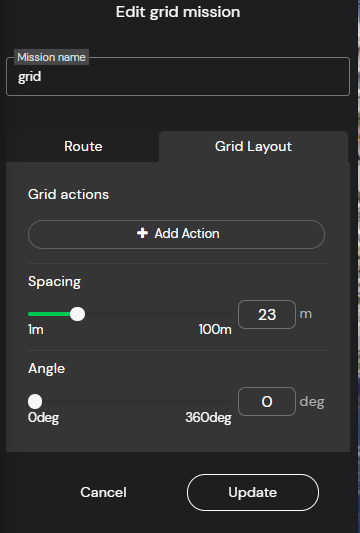 Edit grid mission
Mission name
grid
Route Grid Layout
Grid actions
+ Add Action
Spacing
23 m
1m 100m
Angle
0 deg
0deg 360deg
Cancel Update